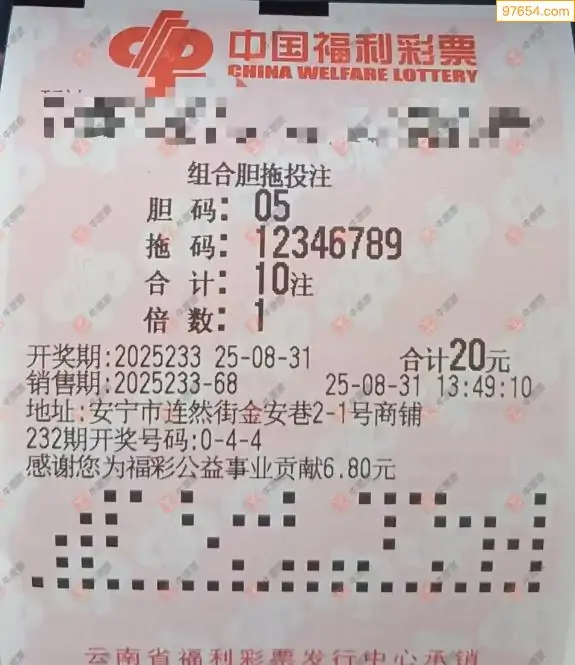 97654.com
中国福利彩票
CHINA WELFARE LOTTERY
组合胆拖投注
胆 码: 05
拖 码: 12346789
合 计: 10注
倍 数: 1
开奖期:2025233 25-08-31 合计20元
销售期:2025233-68 25-08-31 13:49:10
地址:安宁市连然街金安巷2-1号商铺
232期开奖号码:0-4-4
感谢您为福彩公益事业贡献6.80元
云南省福利彩票发行中心承销